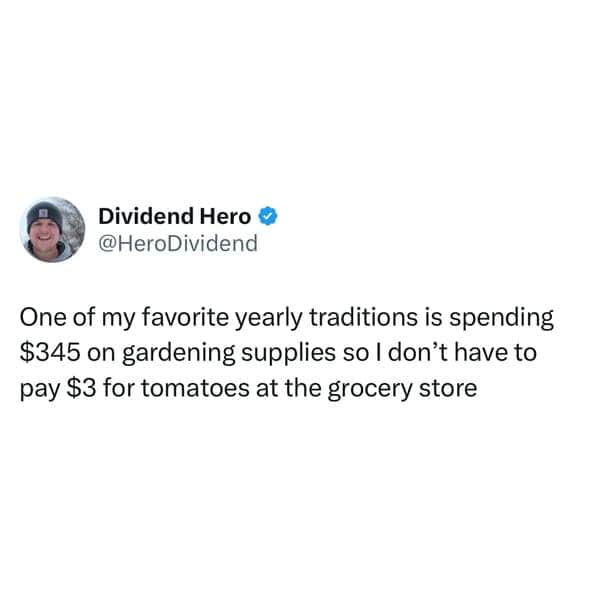 Dividend Hero
@HeroDividend
One of my favorite yearly traditions is spending
$345 on gardening supplies so I don’t have to
pay $3 for tomatoes at the grocery store